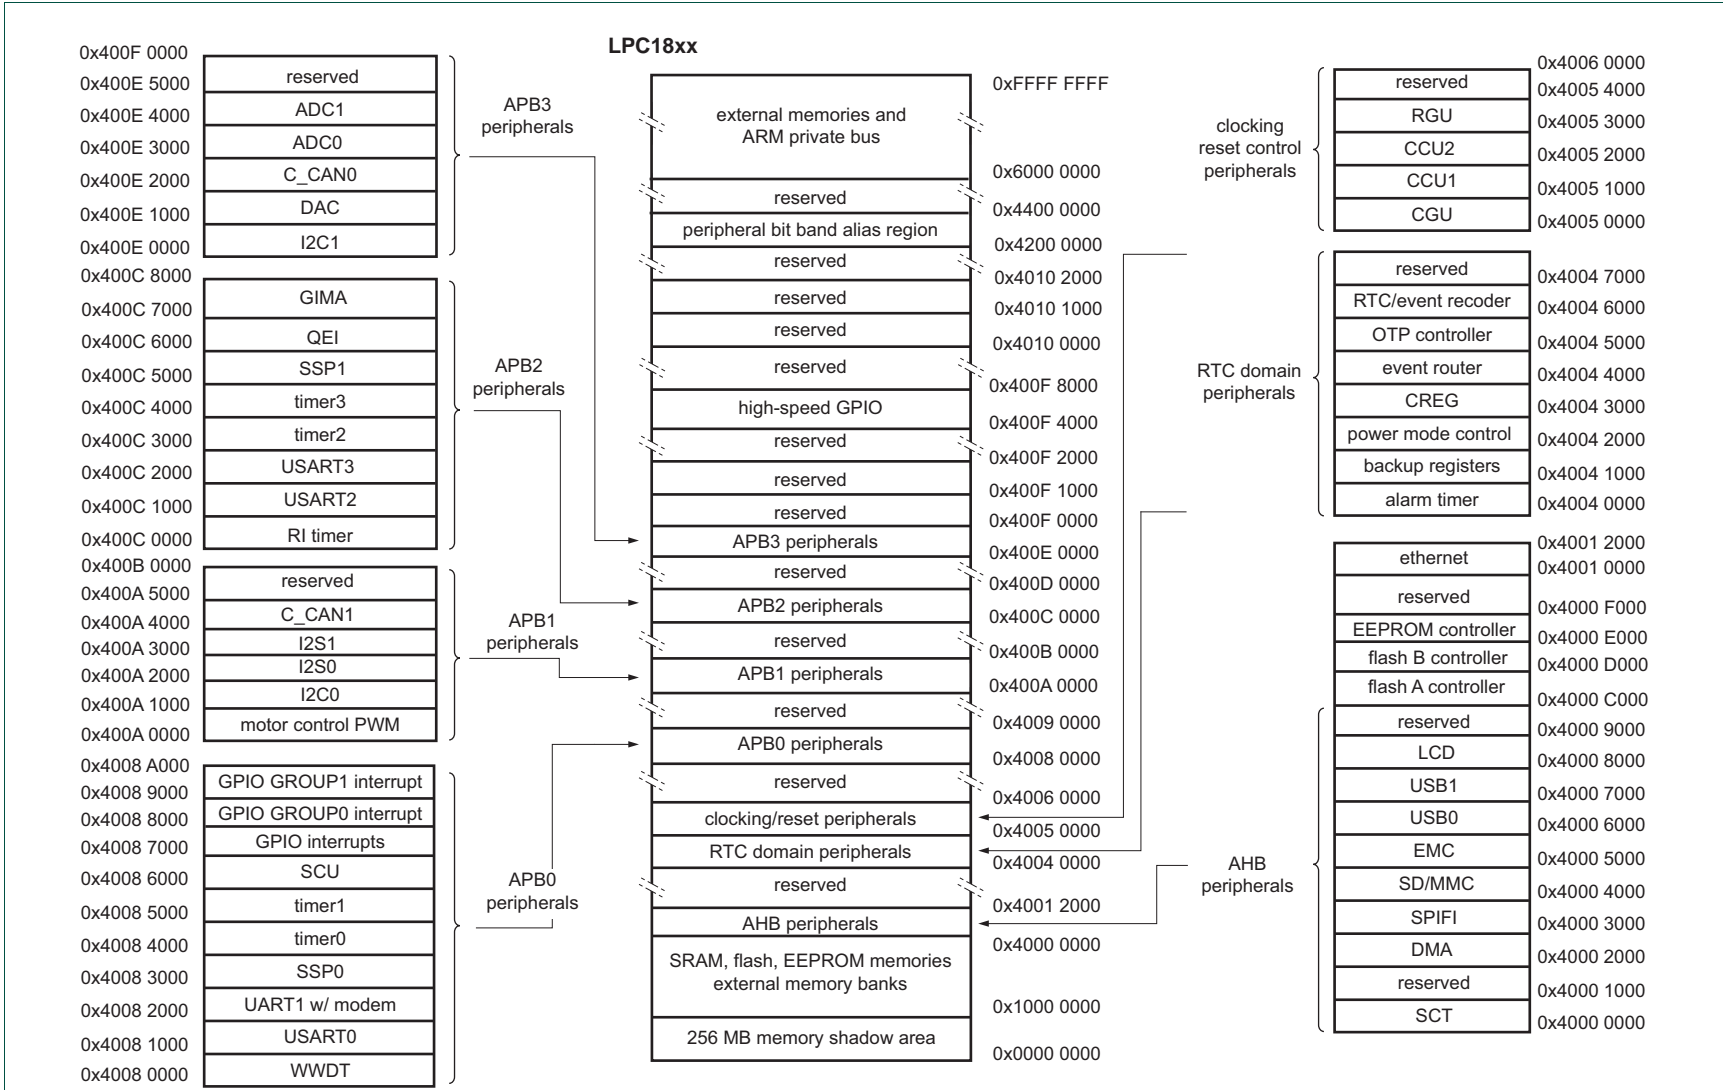 LPC18xx
0x400F 0000
reserved
0x400E 5000
ADC1
0x400E 4000
ADC0
0x400E 3000
C_CAN0
0x400E 2000
DAC
0x400E 1000
I2C1
0x400E 0000
APB3
peripherals
0x400C 8000
GIMA
0x400C 7000
QEI
0x400C 6000
SSP1
0x400C 5000
timer3
0x400C 4000
timer2
0x400C 3000
USART3
0x400C 2000
USART2
0x400C 1000
RI timer
0x400C 0000
APB2
peripherals
0x400B 0000
reserved
0x400A 5000
C_CAN1
0x400A 4000
I2S1
0x400A 3000
I2S0
0x400A 2000
I2C0
0x400A 1000
motor control PWM
0x400A 0000
APB1
peripherals
0x4008 A000
GPIO GROUP1 interrupt
0x4008 9000
GPIO GROUP0 interrupt
0x4008 8000
GPIO interrupts
0x4008 7000
SCU
0x4008 6000
timer1
0x4008 5000
timer0
0x4008 4000
SSP0
0x4008 3000
UART1 w/ modem
0x4008 2000
USART0
0x4008 1000
WWDT
0x4008 0000
APB0
peripherals
0xFFFF FFFF
external memories and
ARM private bus
0x6000 0000
reserved
0x4400 0000
peripheral bit band alias region
0x4200 0000
reserved
0x4010 2000
reserved
0x4010 1000
reserved
0x4010 0000
reserved
0x400F 8000
high-speed GPIO
0x400F 4000
reserved
0x400F 2000
reserved
0x400F 1000
reserved
0x400F 0000
APB3 peripherals
0x400E 0000
reserved
0x400D 0000
APB2 peripherals
0x400C 0000
reserved
0x400B 0000
APB1 peripherals
0x400A 0000
reserved
0x4009 0000
APB0 peripherals
0x4008 0000
reserved
0x4006 0000
clocking/reset peripherals
0x4005 0000
RTC domain peripherals
0x4004 0000
reserved
0x4001 2000
AHB peripherals
0x4000 0000
SRAM, flash, EEPROM memories
external memory banks
0x1000 0000
256 MB memory shadow area
0x0000 0000
clocking
reset control
peripherals
0x4006 0000
reserved
0x4005 4000
RGU
0x4005 3000
CCU2
0x4005 2000
CCU1
0x4005 1000
CGU
0x4005 0000
RTC domain
peripherals
reserved
0x4004 7000
RTC/event recoder
0x4004 6000
OTP controller
0x4004 5000
event router
0x4004 4000
CREG
0x4004 3000
power mode control
0x4004 2000
backup registers
0x4004 1000
alarm timer
0x4004 0000
0x4001 2000
ethernet
0x4001 0000
reserved
0x4000 F000
EEPROM controller
0x4000 E000
flash B controller
0x4000 D000
flash A controller
0x4000 C000
reserved
0x4000 9000
LCD
0x4000 8000
USB1
0x4000 7000
USB0
0x4000 6000
EMC
0x4000 5000
SD/MMC
0x4000 4000
SPIFI
0x4000 3000
DMA
0x4000 2000
reserved
0x4000 1000
SCT
0x4000 0000
AHB
peripherals